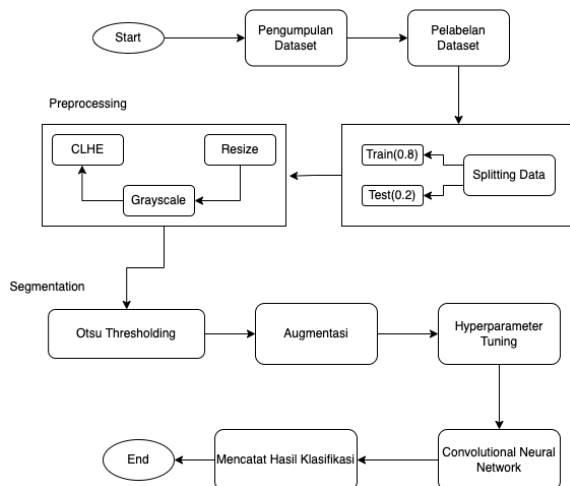 Start
Pengumpulan
Dataset
Pelabelan
Dataset
Preprocessing
CLHE
Resize
Grayscale
Train(0.8)
Test(0.2)
Splitting Data
Segmentation
Otsu Thresholding
Augmentasi
Hyperparameter
Tuning
End
Mencatat Hasil Klasifikasi
Convolutional Neural
Network